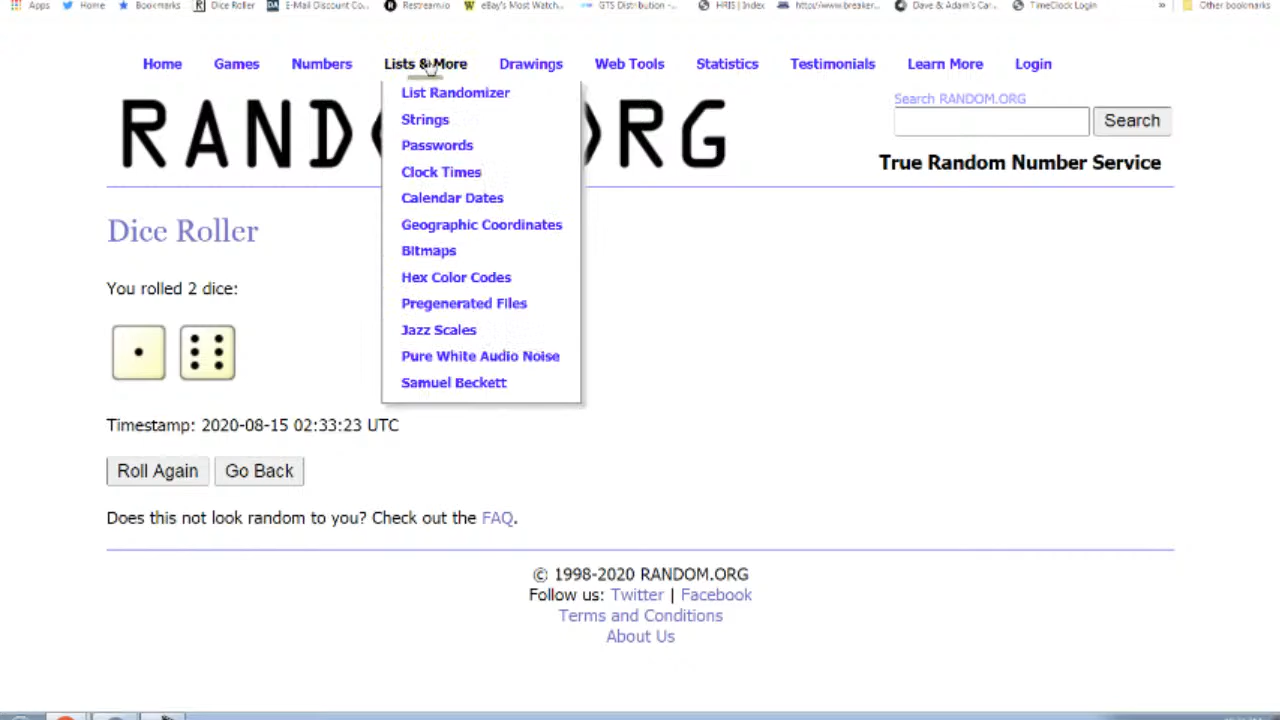 Apps Home Bookmarks Dice Roller E-Mail Discount Co... Restream.io eBay's Most Watch... GTS Distribution -... HRIS | Index http://www.breaker... Dave & Adam's Car... TimeClock Login » Other bookmarks
Home Games Numbers Lists & More Drawings Web Tools Statistics Testimonials Learn More Login
List Randomizer
Strings
Passwords
Clock Times
Calendar Dates
Geographic Coordinates
Bitmaps
Hex Color Codes
Pregenerated Files
Jazz Scales
Pure White Audio Noise
Samuel Beckett
Search RANDOM.ORG
Search
True Random Number Service
Dice Roller
You rolled 2 dice:
Timestamp: 2020-08-15 02:33:23 UTC
Roll Again Go Back
Does this not look random to you? Check out the FAQ.
© 1998-2020 RANDOM.ORG
Follow us: Twitter | Facebook
Terms and Conditions
About Us